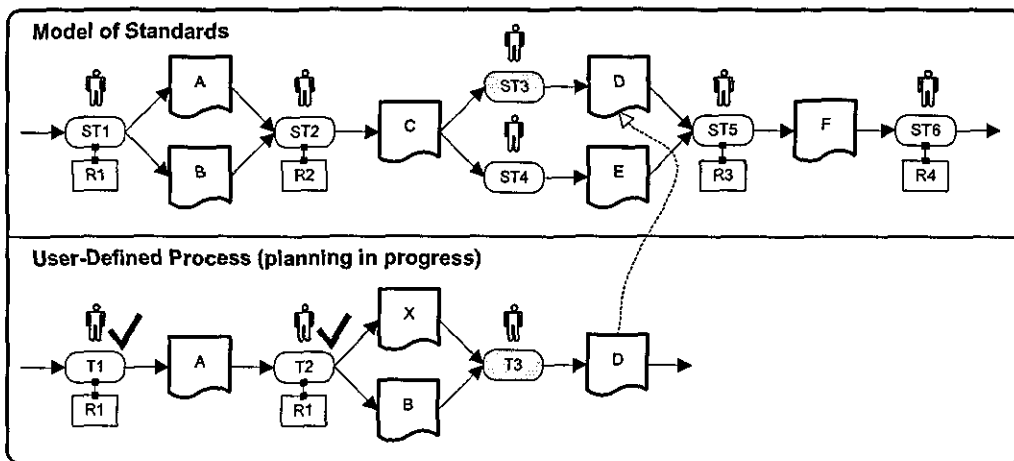 Model of Standards
A
ST3
D
ST1
ST2
C
ST5
F
ST6
R1
B
R2
ST4
E
R3
R4
User-Defined Process (planning in progress)
X
T1
A
T2
T3
D
R1
R1
B